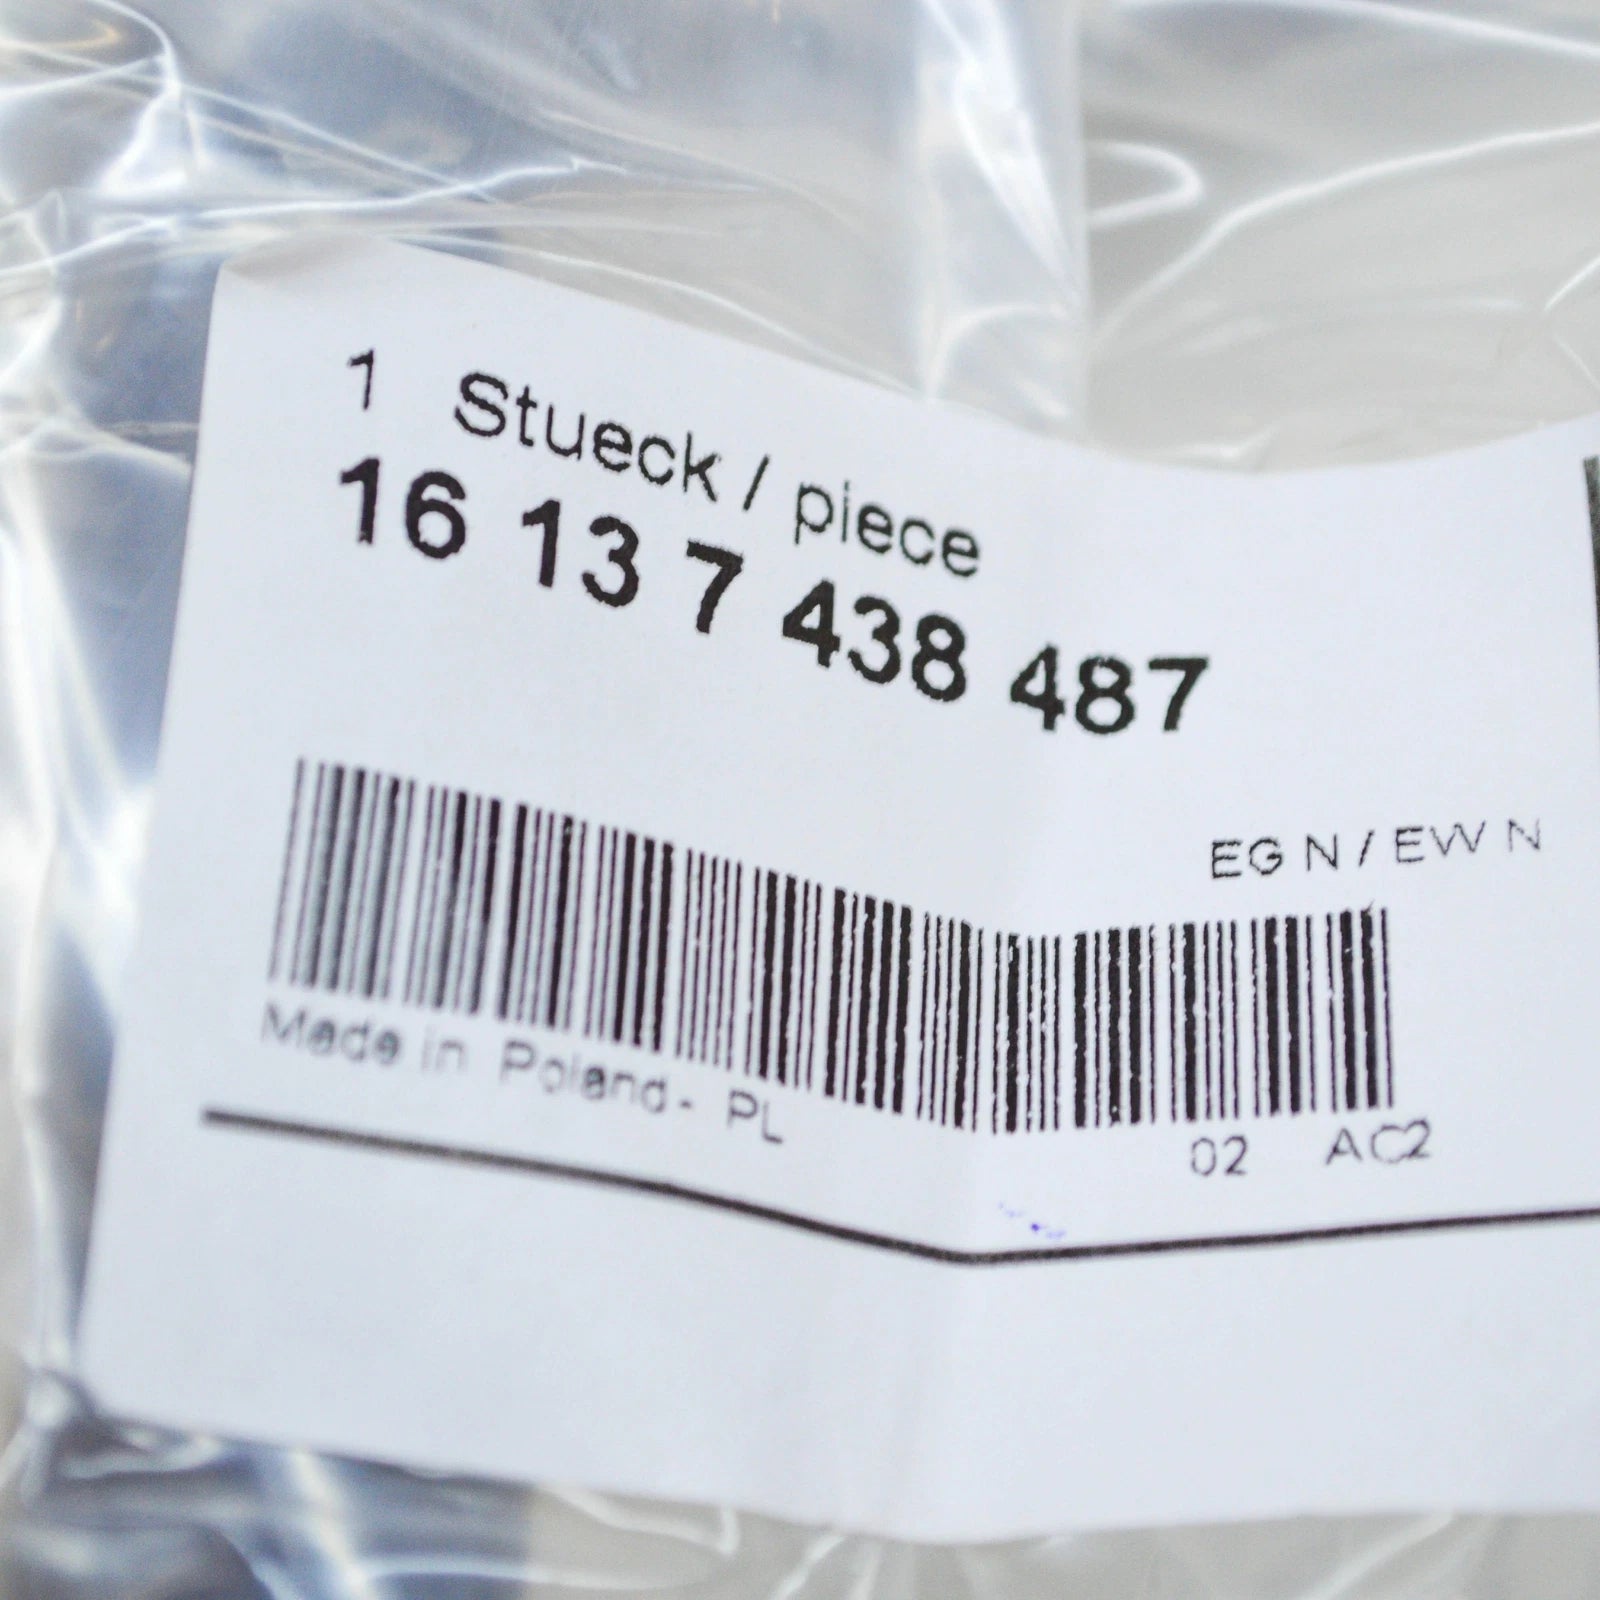 1 Stueck / piece
16 13 7 438 487
EG N / EW N
Made in Poland - PL
02 AC2